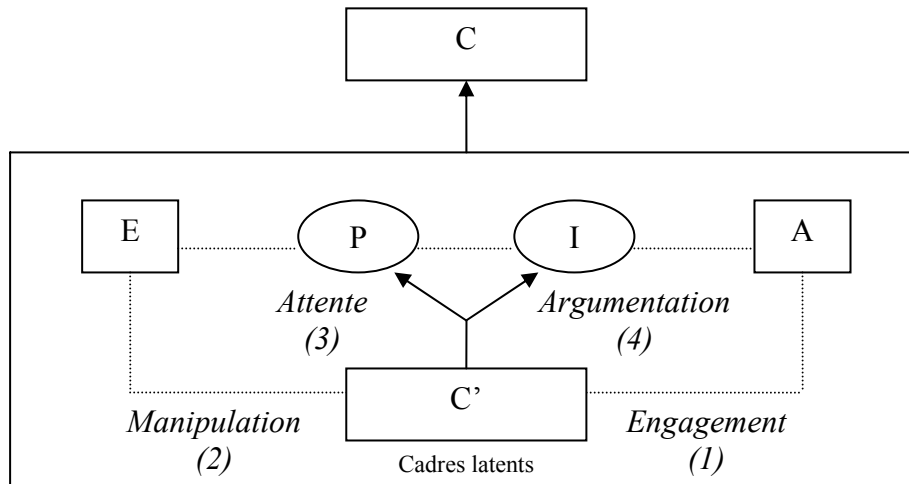 C
E
P
I
A
Attente
(3)
Argumentation
(4)
C’
Manipulation
(2)
Engagement
(1)
Cadres latents